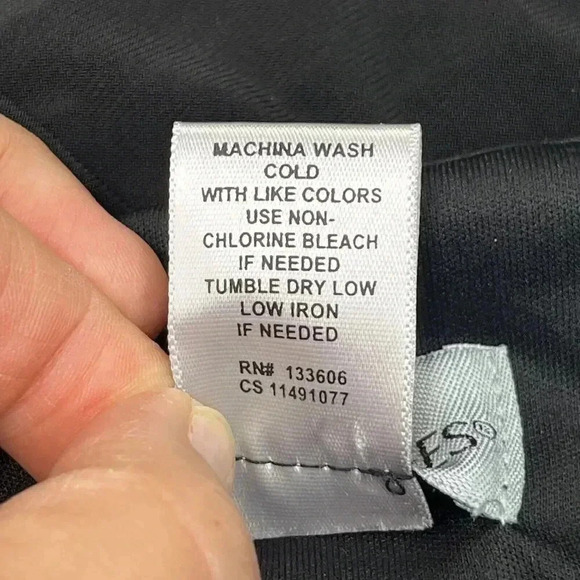 MACHINA WASH
COLD
WITH LIKE COLORS
USE NON-
CHLORINE BLEACH
IF NEEDED
TUMBLE DRY LOW
LOW IRON
IF NEEDED
RN# 133606
CS 11491077